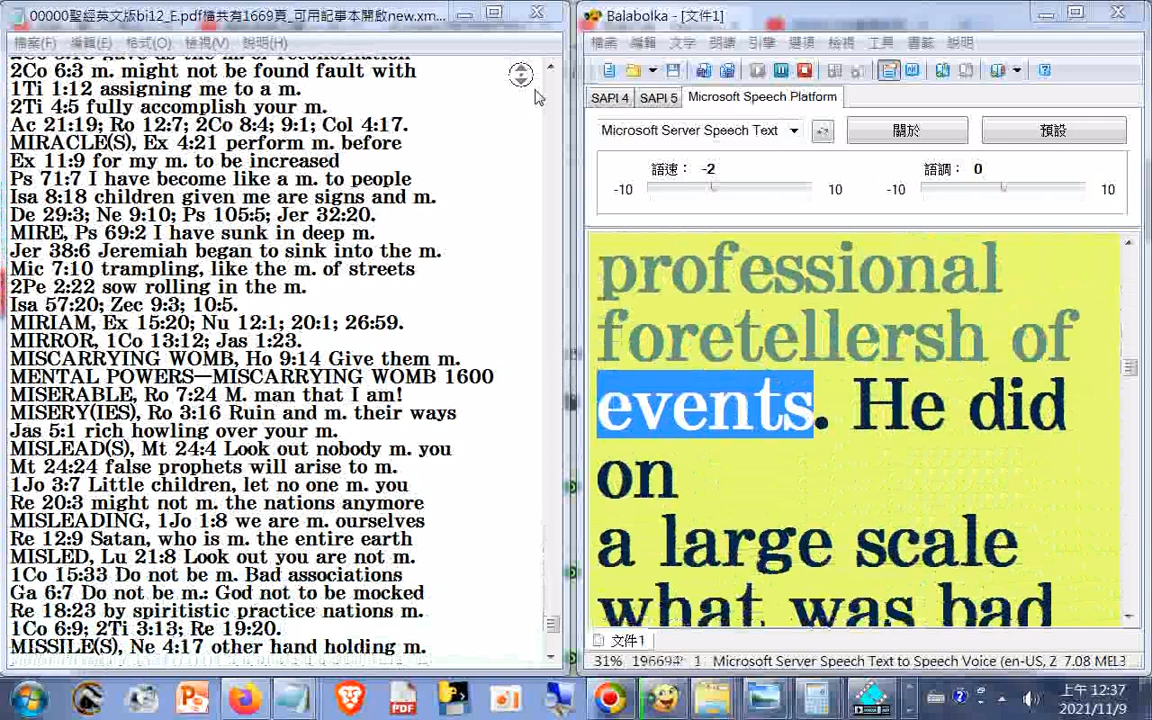 00000聖經英文版bi12_E.pdf檔共有1669頁_可用記事本開啟new.xm...
檔案(F) 編輯(E) 格式(O) 檢視(V) 說明(H)
2Co 6:3 m. might not be found fault with
1Ti 1:12 assigning me to a m.
2Ti 4:5 fully accomplish your m.
Ac 21:19; Ro 12:7; 2Co 8:4; 9:1; Col 4:17.
MIRACLE(S), Ex 4:21 perform m. before
Ex 11:9 for my m. to be increased
Ps 71:7 I have become like a m. to people
Isa 8:18 children given me are signs and m.
De 29:3; Ne 9:10; Ps 105:5; Jer 32:20.
MIRE, Ps 69:2 I have sunk in deep m.
Jer 38:6 Jeremiah began to sink into the m.
Mic 7:10 trampling, like the m. of streets
2Pe 2:22 sow rolling in the m.
Isa 57:20; Zec 9:3; 10:5.
MIRIAM, Ex 15:20; Nu 12:1; 20:1; 26:59.
MIRROR, 1Co 13:12; Jas 1:23.
MISCARRYING WOMB, Ho 9:14 Give them m.
MENTAL POWERS—MISCARRYING WOMB 1600
MISERABLE, Ro 7:24 M. man that I am!
MISERY(IES), Ro 3:16 Ruin and m. their ways
Jas 5:1 rich howling over your m.
MISLEAD(S), Mt 24:4 Look out nobody m. you
Mt 24:24 false prophets will arise to m.
1Jo 3:7 Little children, let no one m. you
Re 20:3 might not m. the nations anymore
MISLEADING, 1Jo 1:8 we are m. ourselves
Re 12:9 Satan, who is m. the entire earth
MISLED, Lu 21:8 Look out you are not m.
1Co 15:33 Do not be m. Bad associations
Ga 6:7 Do not be m.: God not to be mocked
Re 18:23 by spiritistic practice nations m.
1Co 6:9; 2Ti 3:13; Re 19:20.
MISSILE(S), Ne 4:17 other hand holding m.
Balabolka - [文件1]
檔案 編輯 文字 朗讀 引擎 選項 檢視 工具 書籤 說明
SAPI 4 SAPI 5 Microsoft Speech Platform
Microsoft Server Speech Text 關於 預設
語速: -2 語調: 0
-10 10 -10 10
professional
foretellersh of
events. He did
on
a large scale
what was bad
文件1
31% 1 Microsoft Server Speech Text to Speech Voice (en-US, Z 7.08
PDF
上午 12:37
2021/11/9